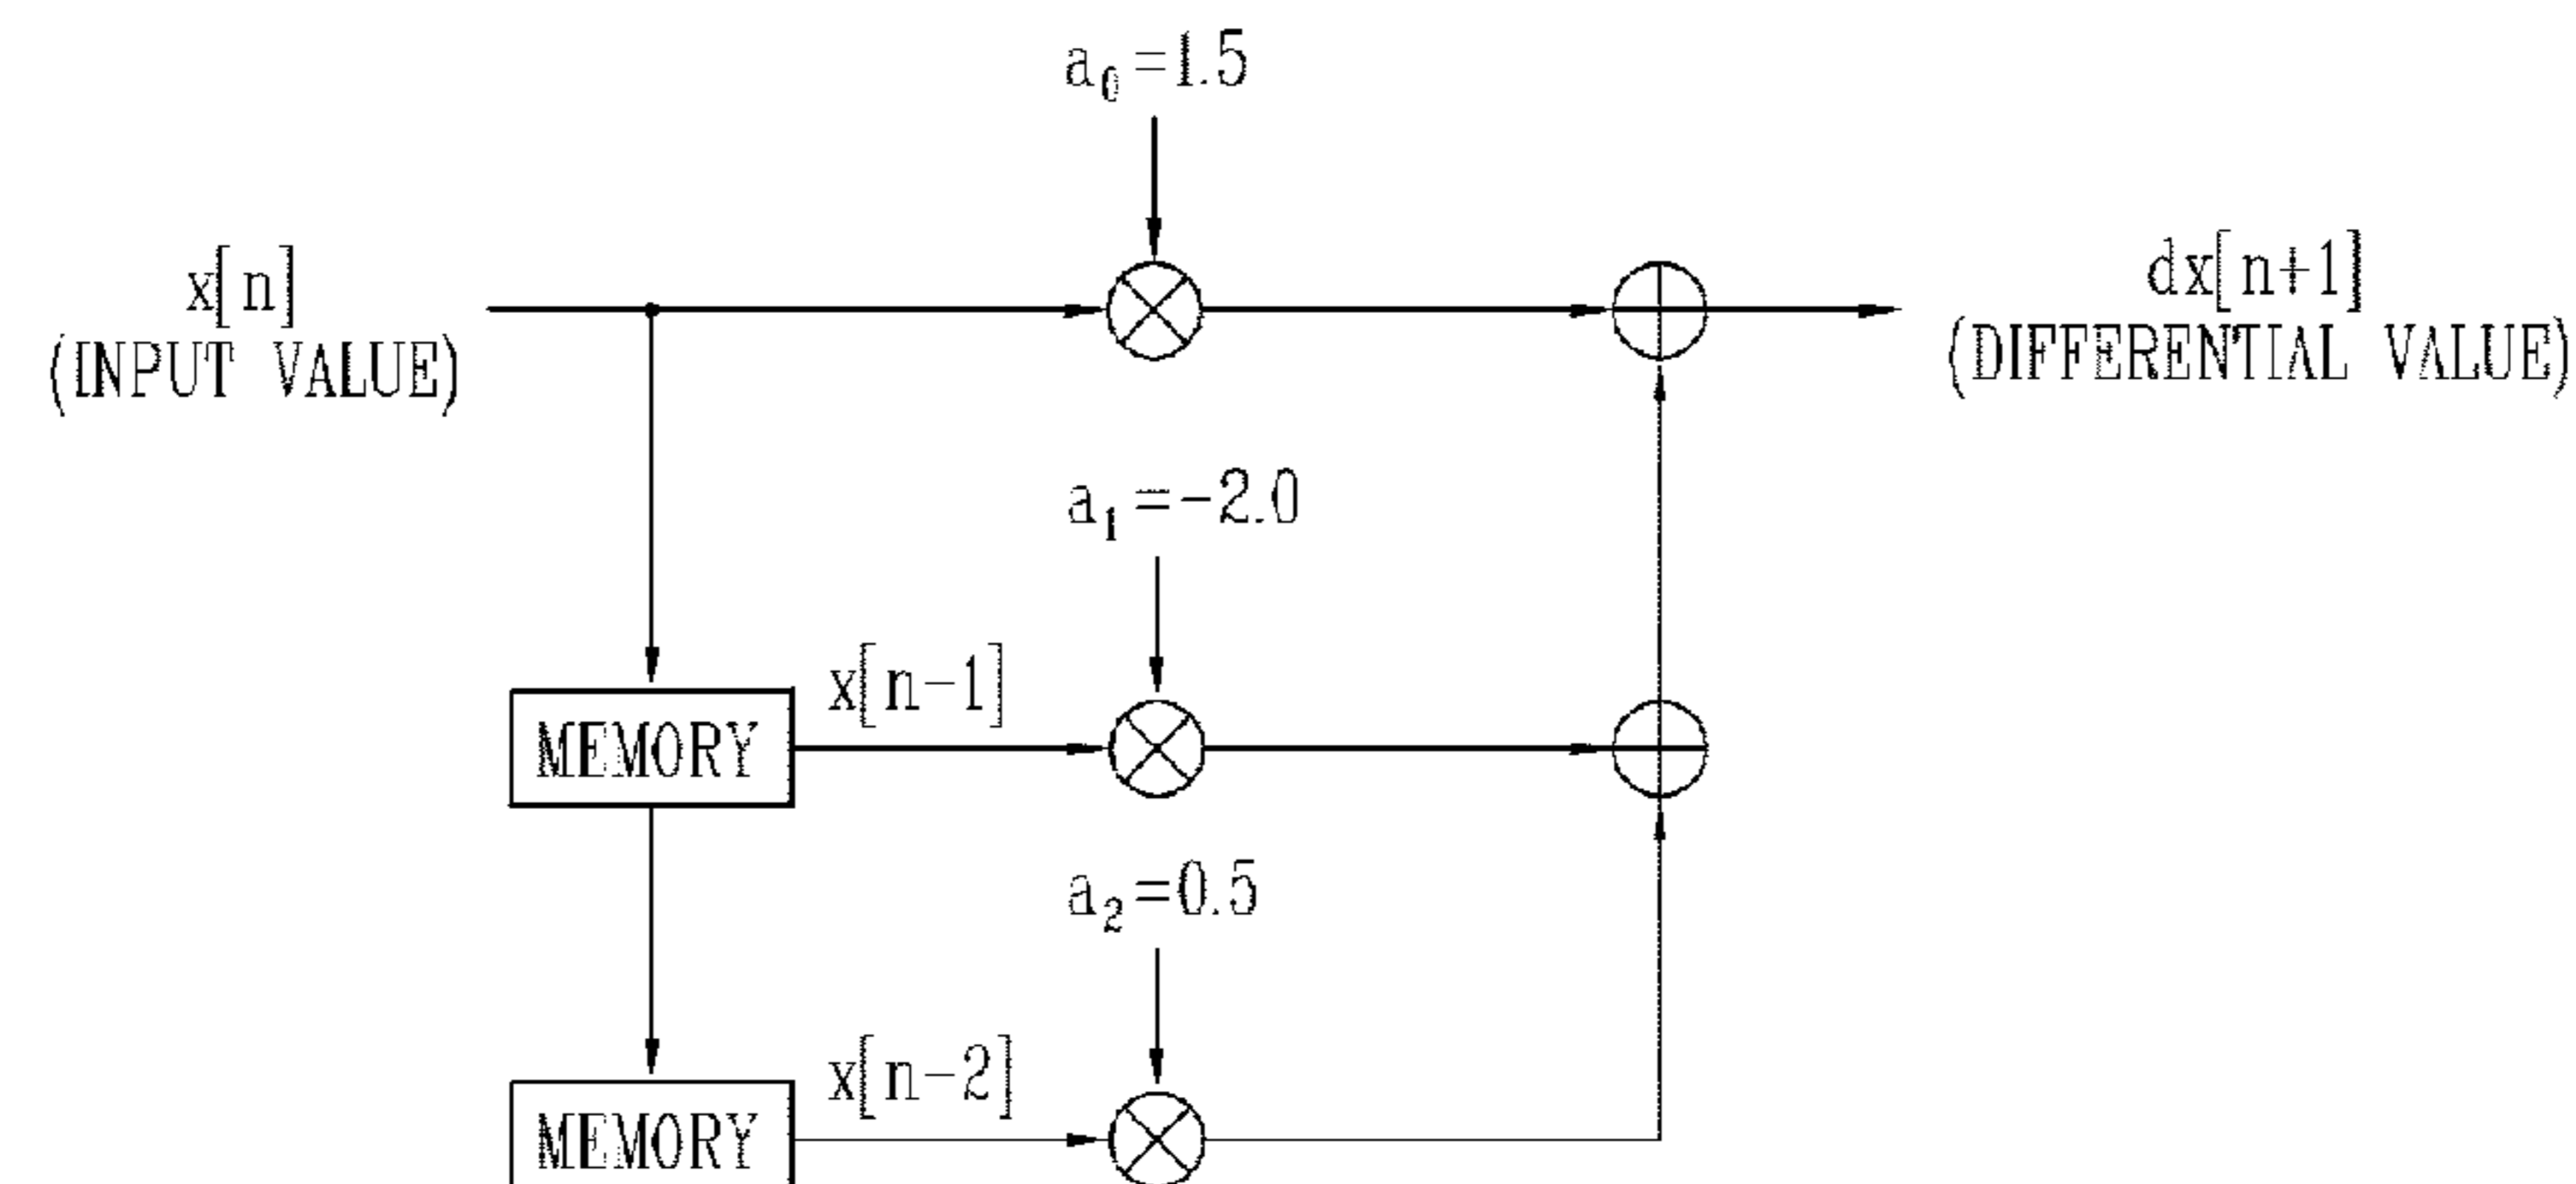 a₀=1.5
x[n]
(INPUT VALUE)
dx[n+1]
(DIFFERENTIAL VALUE)
a₁=-2.0
x[n-1]
MEMORY
a₂=0.5
x[n-2]
MEMORY